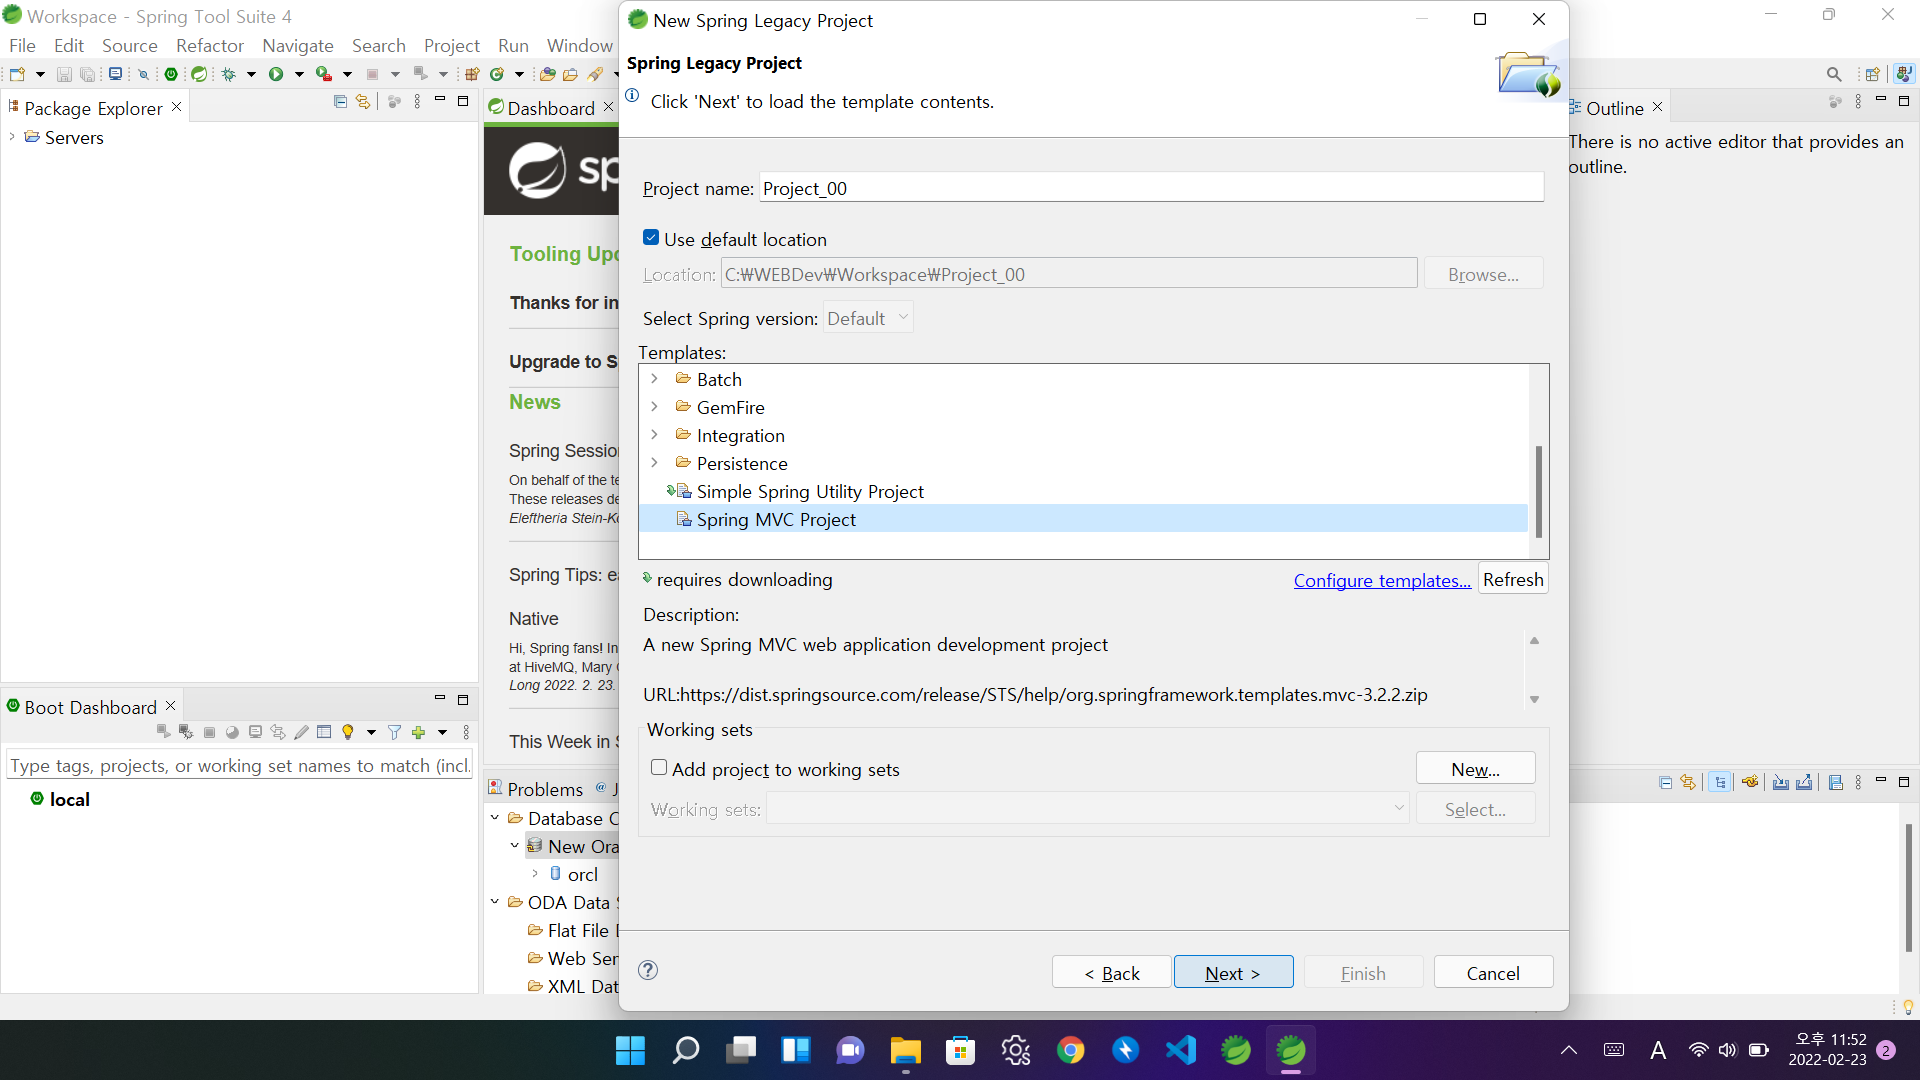 Workspace - Spring Tool Suite 4
File Edit Source Refactor Navigate Search Project Run Window
Package Explorer
Servers
Boot Dashboard
Type tags, projects, or working set names to match (incl.
local
Dashboard
sp
Tooling Upd
Thanks for in
Upgrade to S
News
Spring Session
On behalf of the te
These releases de
Eleftheria Stein-Ko
Spring Tips: ea
Native
Hi, Spring fans! In
at HiveMQ, Mary G
Long 2022. 2. 23.
This Week in S
Problems @ J
Database C
New Ora
orcl
ODA Data S
Flat File D
Web Ser
XML Dat
New Spring Legacy Project
Spring Legacy Project
Click 'Next' to load the template contents.
Project name: Project_00
Use default location
Location: C:₩WEBDev₩Workspace₩Project_00 Browse...
Select Spring version: Default
Templates:
Batch
GemFire
Integration
Persistence
Simple Spring Utility Project
Spring MVC Project
requires downloading Configure templates... Refresh
Description:
A new Spring MVC web application development project
URL:https://dist.springsource.com/release/STS/help/org.springframework.templates.mvc-3.2.2.zip
Working sets
Add project to working sets New...
Working sets: Select...
< Back Next > Finish Cancel
Outline
There is no active editor that provides an
outline.
A
오후 11:52
2022-02-23
2